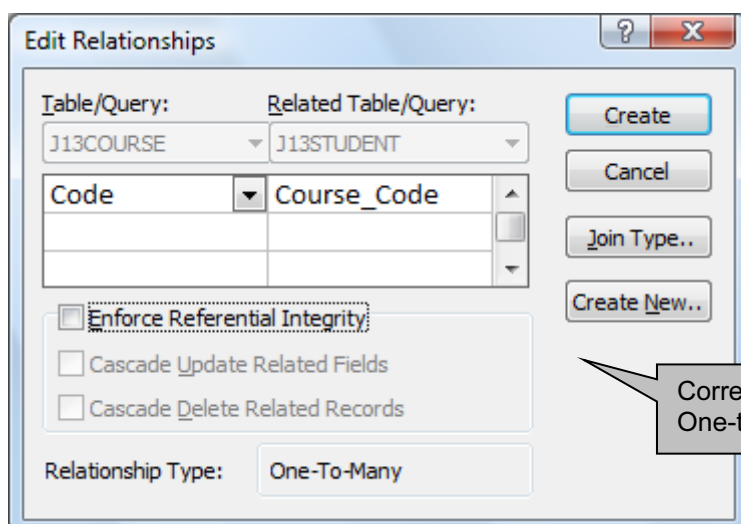 Edit Relationships
Table/Query: Related Table/Query:
J13COURSE J13STUDENT
Code Course_Code
Create
Cancel
Join Type..
Create New..
Enforce Referential Integrity
Cascade Update Related Fields
Cascade Delete Related Records
Relationship Type: One-To-Many